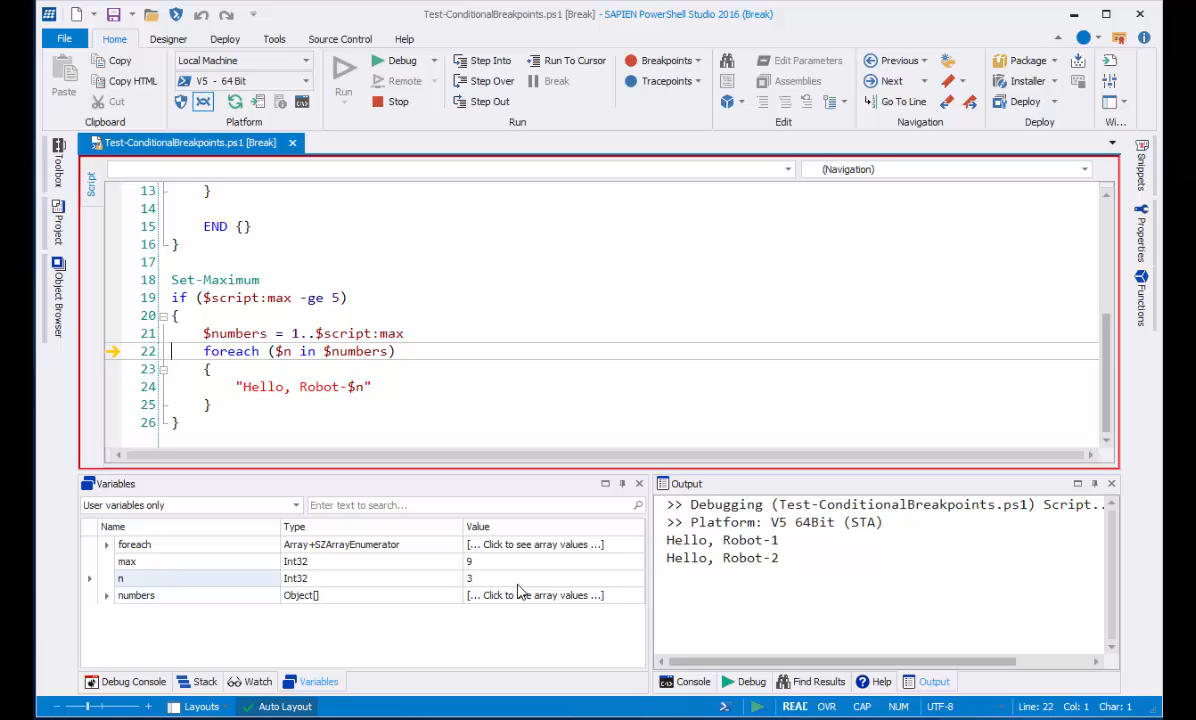 Test-ConditionalBreakpoints.ps1 [Break] - SAPIEN PowerShell Studio 2016 (Break)
File Home Designer Deploy Tools Source Control Help
Paste Copy Copy HTML Cut Clipboard
Local Machine V5 - 64Bit Platform
Run Debug Remote Stop Step Into Step Over Step Out Run To Cursor Break Breakpoints Tracepoints Run
Edit Parameters Assemblies Edit
Previous Next Go To Line Navigation
Package Installer Deploy Deploy
Wi...
Test-ConditionalBreakpoints.ps1 [Break]
Toolbox
Project
Object Browser
Script
(Navigation)
Snippets
Properties
Functions
13 }
14
15 END {}
16 }
17
18 Set-Maximum
19 if ($script:max -ge 5)
20 {
21 $numbers = 1..$script:max
22 foreach ($n in $numbers)
23 {
24 "Hello, Robot-$n"
25 }
26 }
Variables
User variables only Enter text to search...
Name Type Value
foreach Array+SZArrayEnumerator [... Click to see array values ...]
max Int32 9
n Int32 3
numbers Object[] [... Click to see array values ...]
Debug Console Stack Watch Variables
Output
>> Debugging (Test-ConditionalBreakpoints.ps1) Script..
>> Platform: V5 64Bit (STA)
Hello, Robot-1
Hello, Robot-2
Console Debug Find Results Help Output
Layouts Auto Layout READ OVR CAP NUM UTF-8 Line: 22 Col: 1 Char: 1